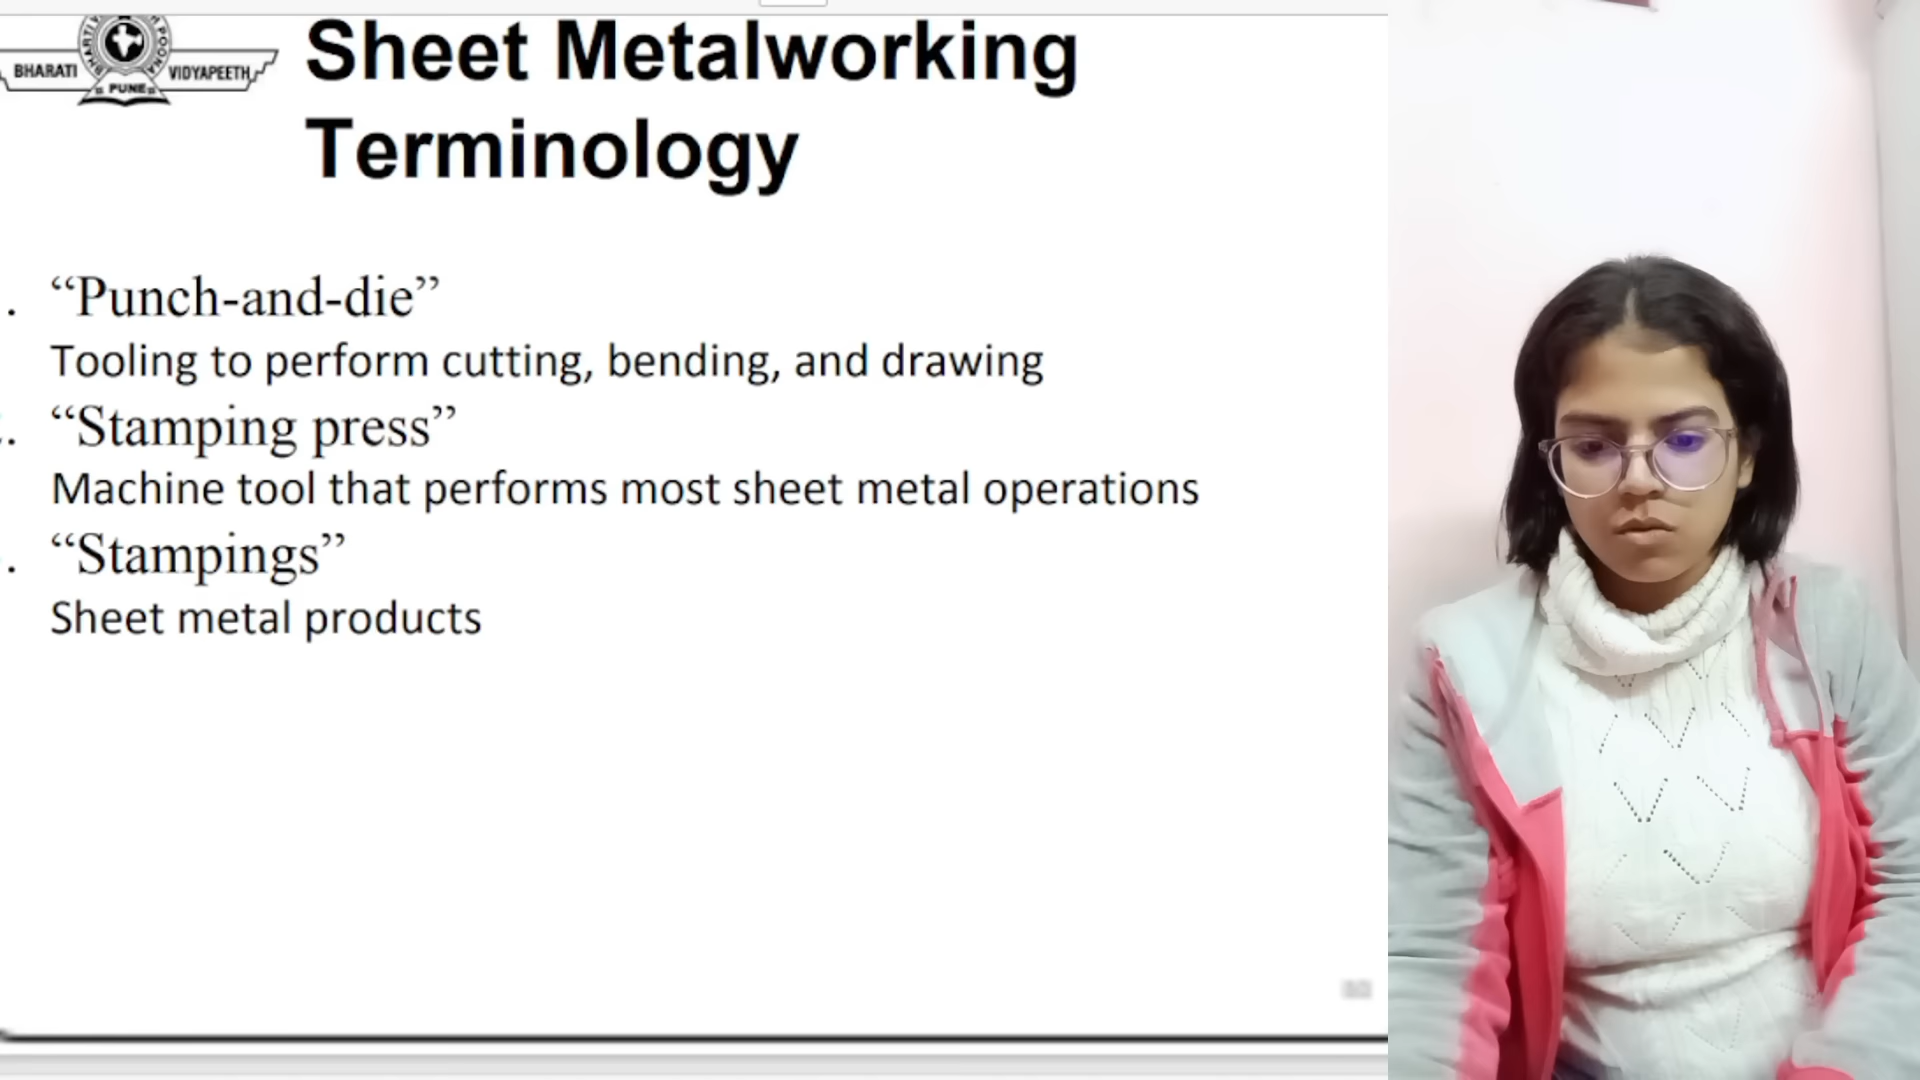 BHARATI VIDYAPEETH
PUNE
Sheet Metalworking
Terminology
. “Punch-and-die”
Tooling to perform cutting, bending, and drawing
. “Stamping press”
Machine tool that performs most sheet metal operations
. “Stampings”
Sheet metal products